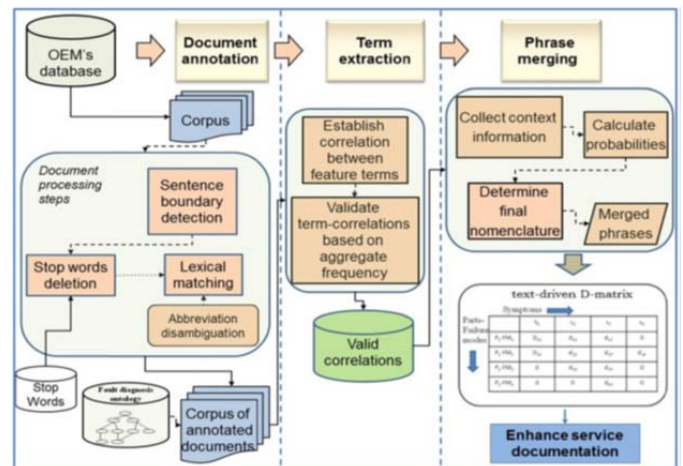 OEM's
database
Document
annotation
Term
extraction
Phrase
merging
Corpus
Document
processing
steps
Sentence
boundary
detection
Stop words
deletion
Lexical
matching
Abbreviation
disambiguation
Stop
Words
Fault diagnosis
ontology
Corpus of
annotated
documents
Establish
correlation
between
feature terms
Validate
term-correlations
based on
aggregate
frequency
Valid
correlations
Collect context
information
Calculate
probabilities
Determine
final
nomenclature
Merged
phrases
text-driven D-matrix
Symptoms
Parts-
Failure
modes
Enhance service
documentation